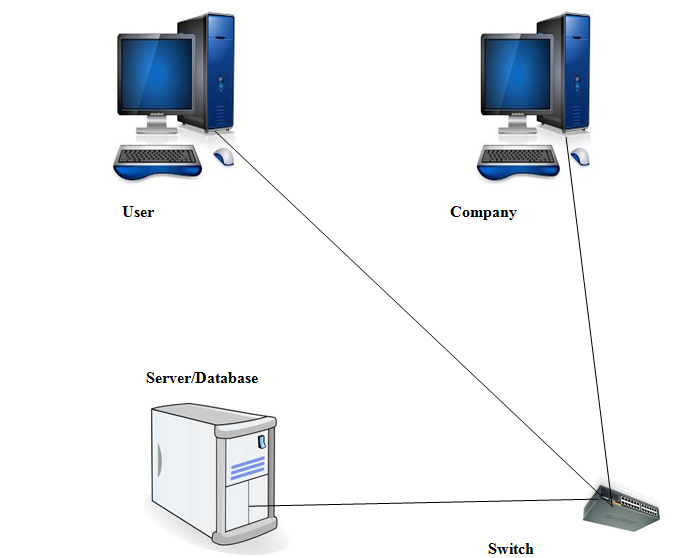 User
Company
Server/Database
Switch